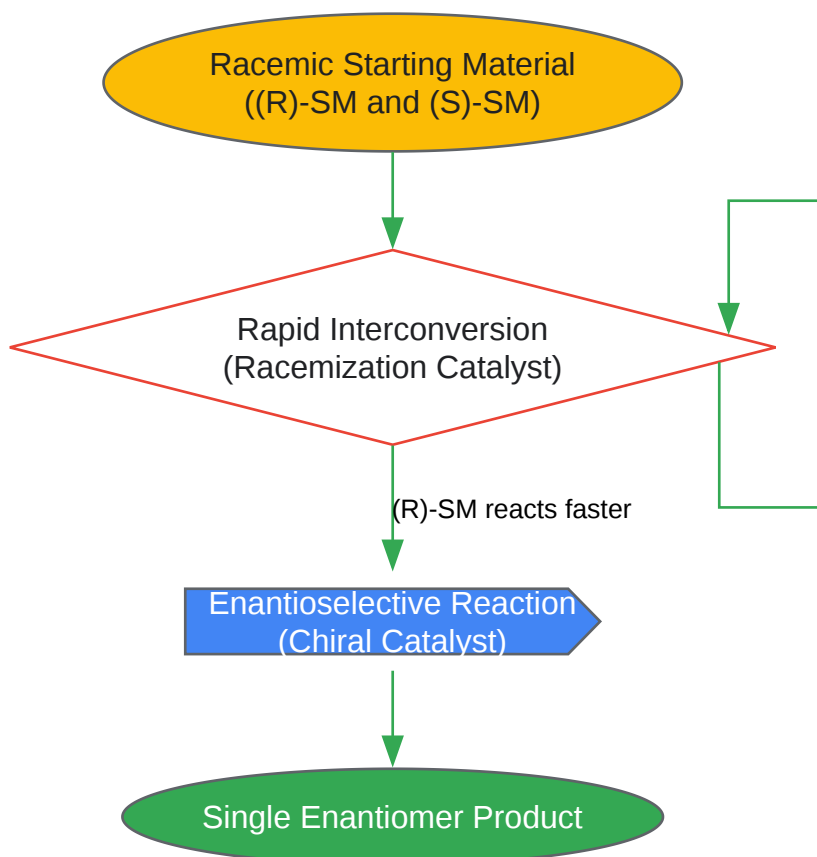 Racemic Starting Material
((R)-SM and (S)-SM)
Rapid Interconversion
(Racemization Catalyst)
(R)-SM reacts faster
Enantioselective Reaction
(Chiral Catalyst)
Single Enantiomer Product